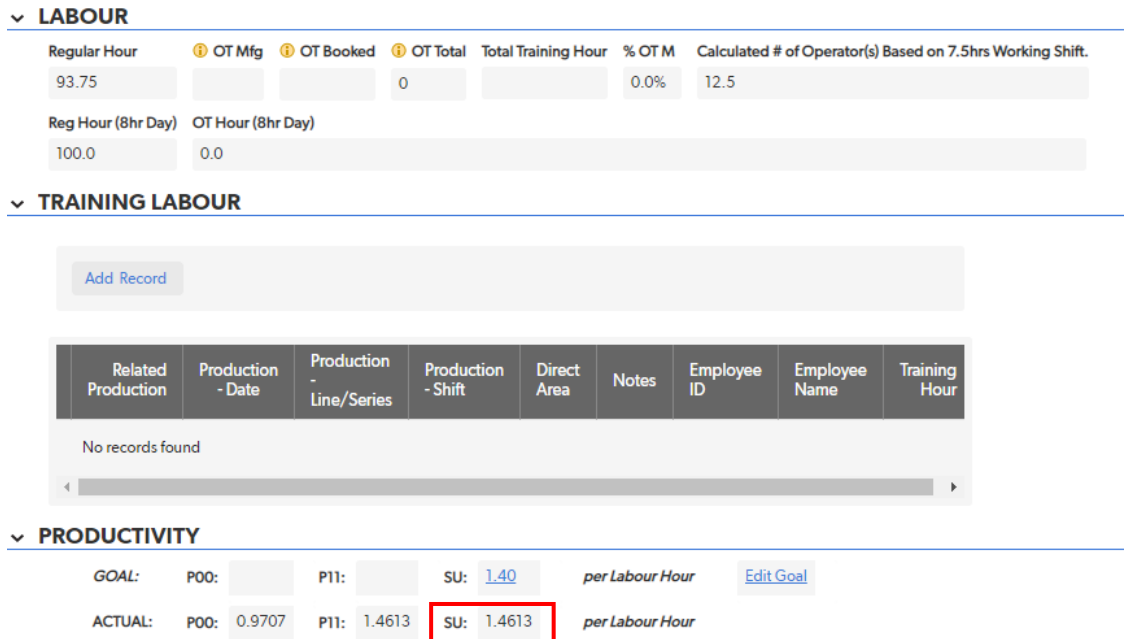 LABOUR
Regular Hour OT Mfg OT Booked OT Total Total Training Hour % OT M Calculated # of Operator(s) Based on 7.5hrs Working Shift.
93.75 0 0.0% 12.5
Reg Hour (8hr Day) OT Hour (8hr Day)
100.0 0.0
TRAINING LABOUR
Add Record
Related Production Production - Date Production - Line/Series Production - Shift Direct Area Notes Employee ID Employee Name Training Hour
No records found
PRODUCTIVITY
GOAL: P00: P11: SU: 1.40 per Labour Hour Edit Goal
ACTUAL: P00: 0.9707 P11: 1.4613 SU: 1.4613 per Labour Hour